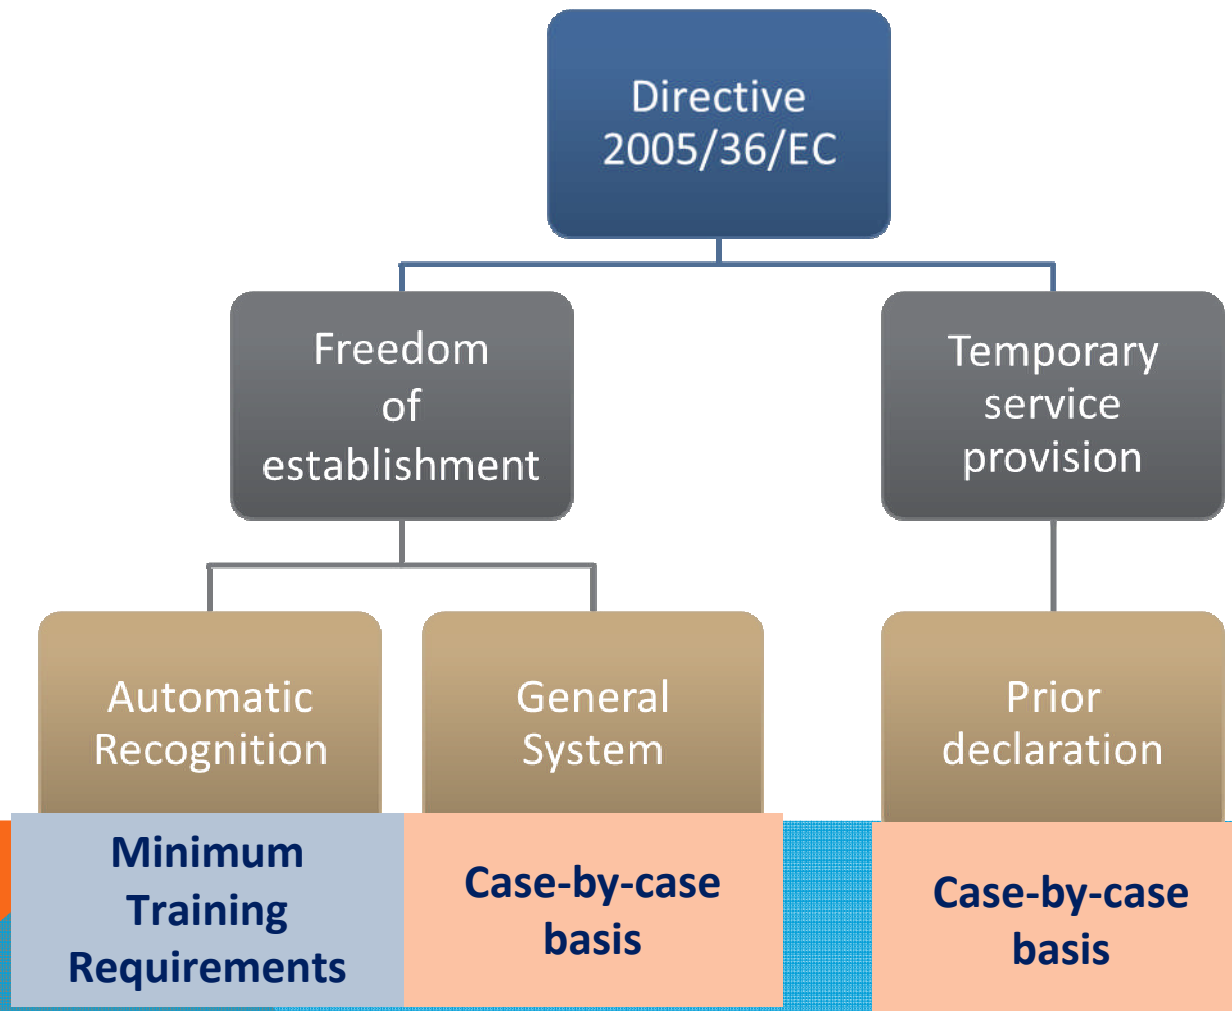 Directive
2005/36/EC
Freedom
of
establishment
Temporary
service
provision
Automatic
Recognition
General
System
Prior
declaration
Minimum
Training
Requirements
Case-by-case
basis
Case-by-case
basis